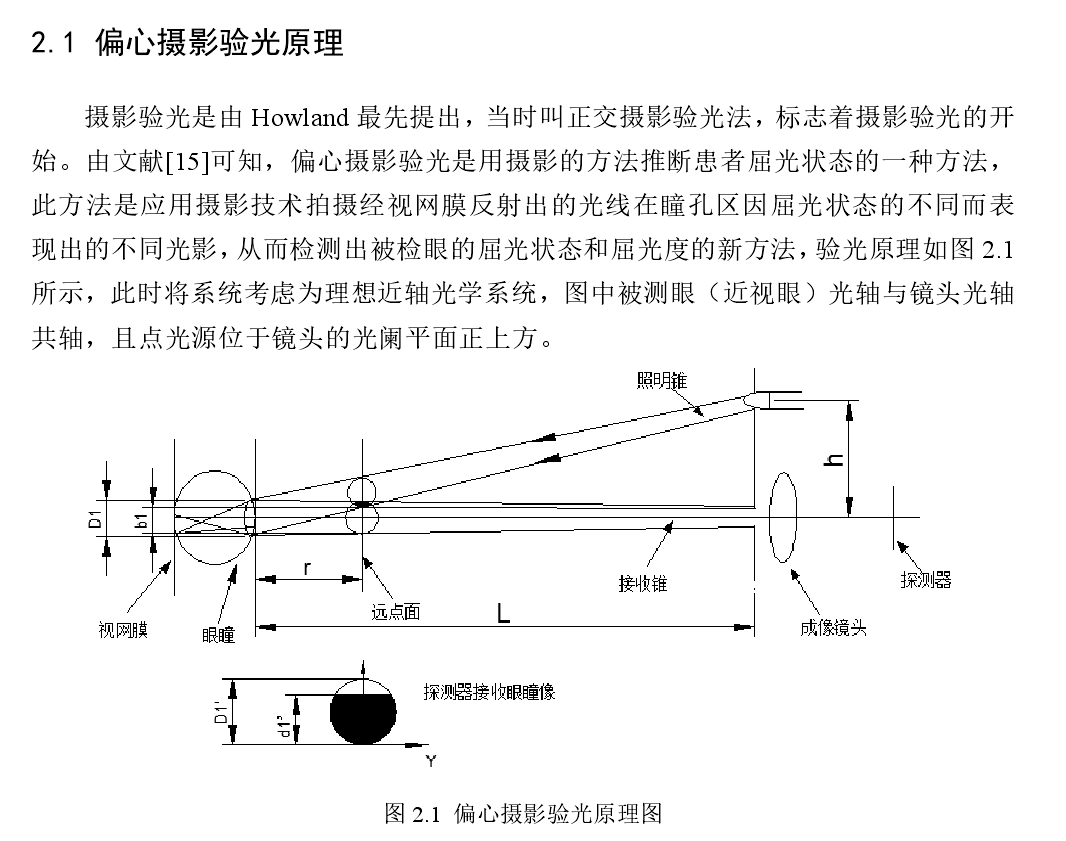 2.1 偏心摄影验光原理
摄影验光是由 Howland 最先提出，当时叫正交摄影验光法，标志着摄影验光的开
始。由文献[15]可知，偏心摄影验光是用摄影的方法推断患者屈光状态的一种方法，
此方法是应用摄影技术拍摄经视网膜反射出的光线在瞳孔区因屈光状态的不同而表
现出的不同光影，从而检测出被检眼的屈光状态和屈光度的新方法，验光原理如图 2.1
所示，此时将系统考虑为理想近轴光学系统，图中被测眼（近视眼）光轴与镜头光轴
共轴，且点光源位于镜头的光阑平面正上方。
照明锥
h
D1
b1
r
接收锥
探测器
远点面
L
视网膜
眼瞳
成像镜头
探测器接收眼瞳像
D1'
d1'
Y
图 2.1 偏心摄影验光原理图